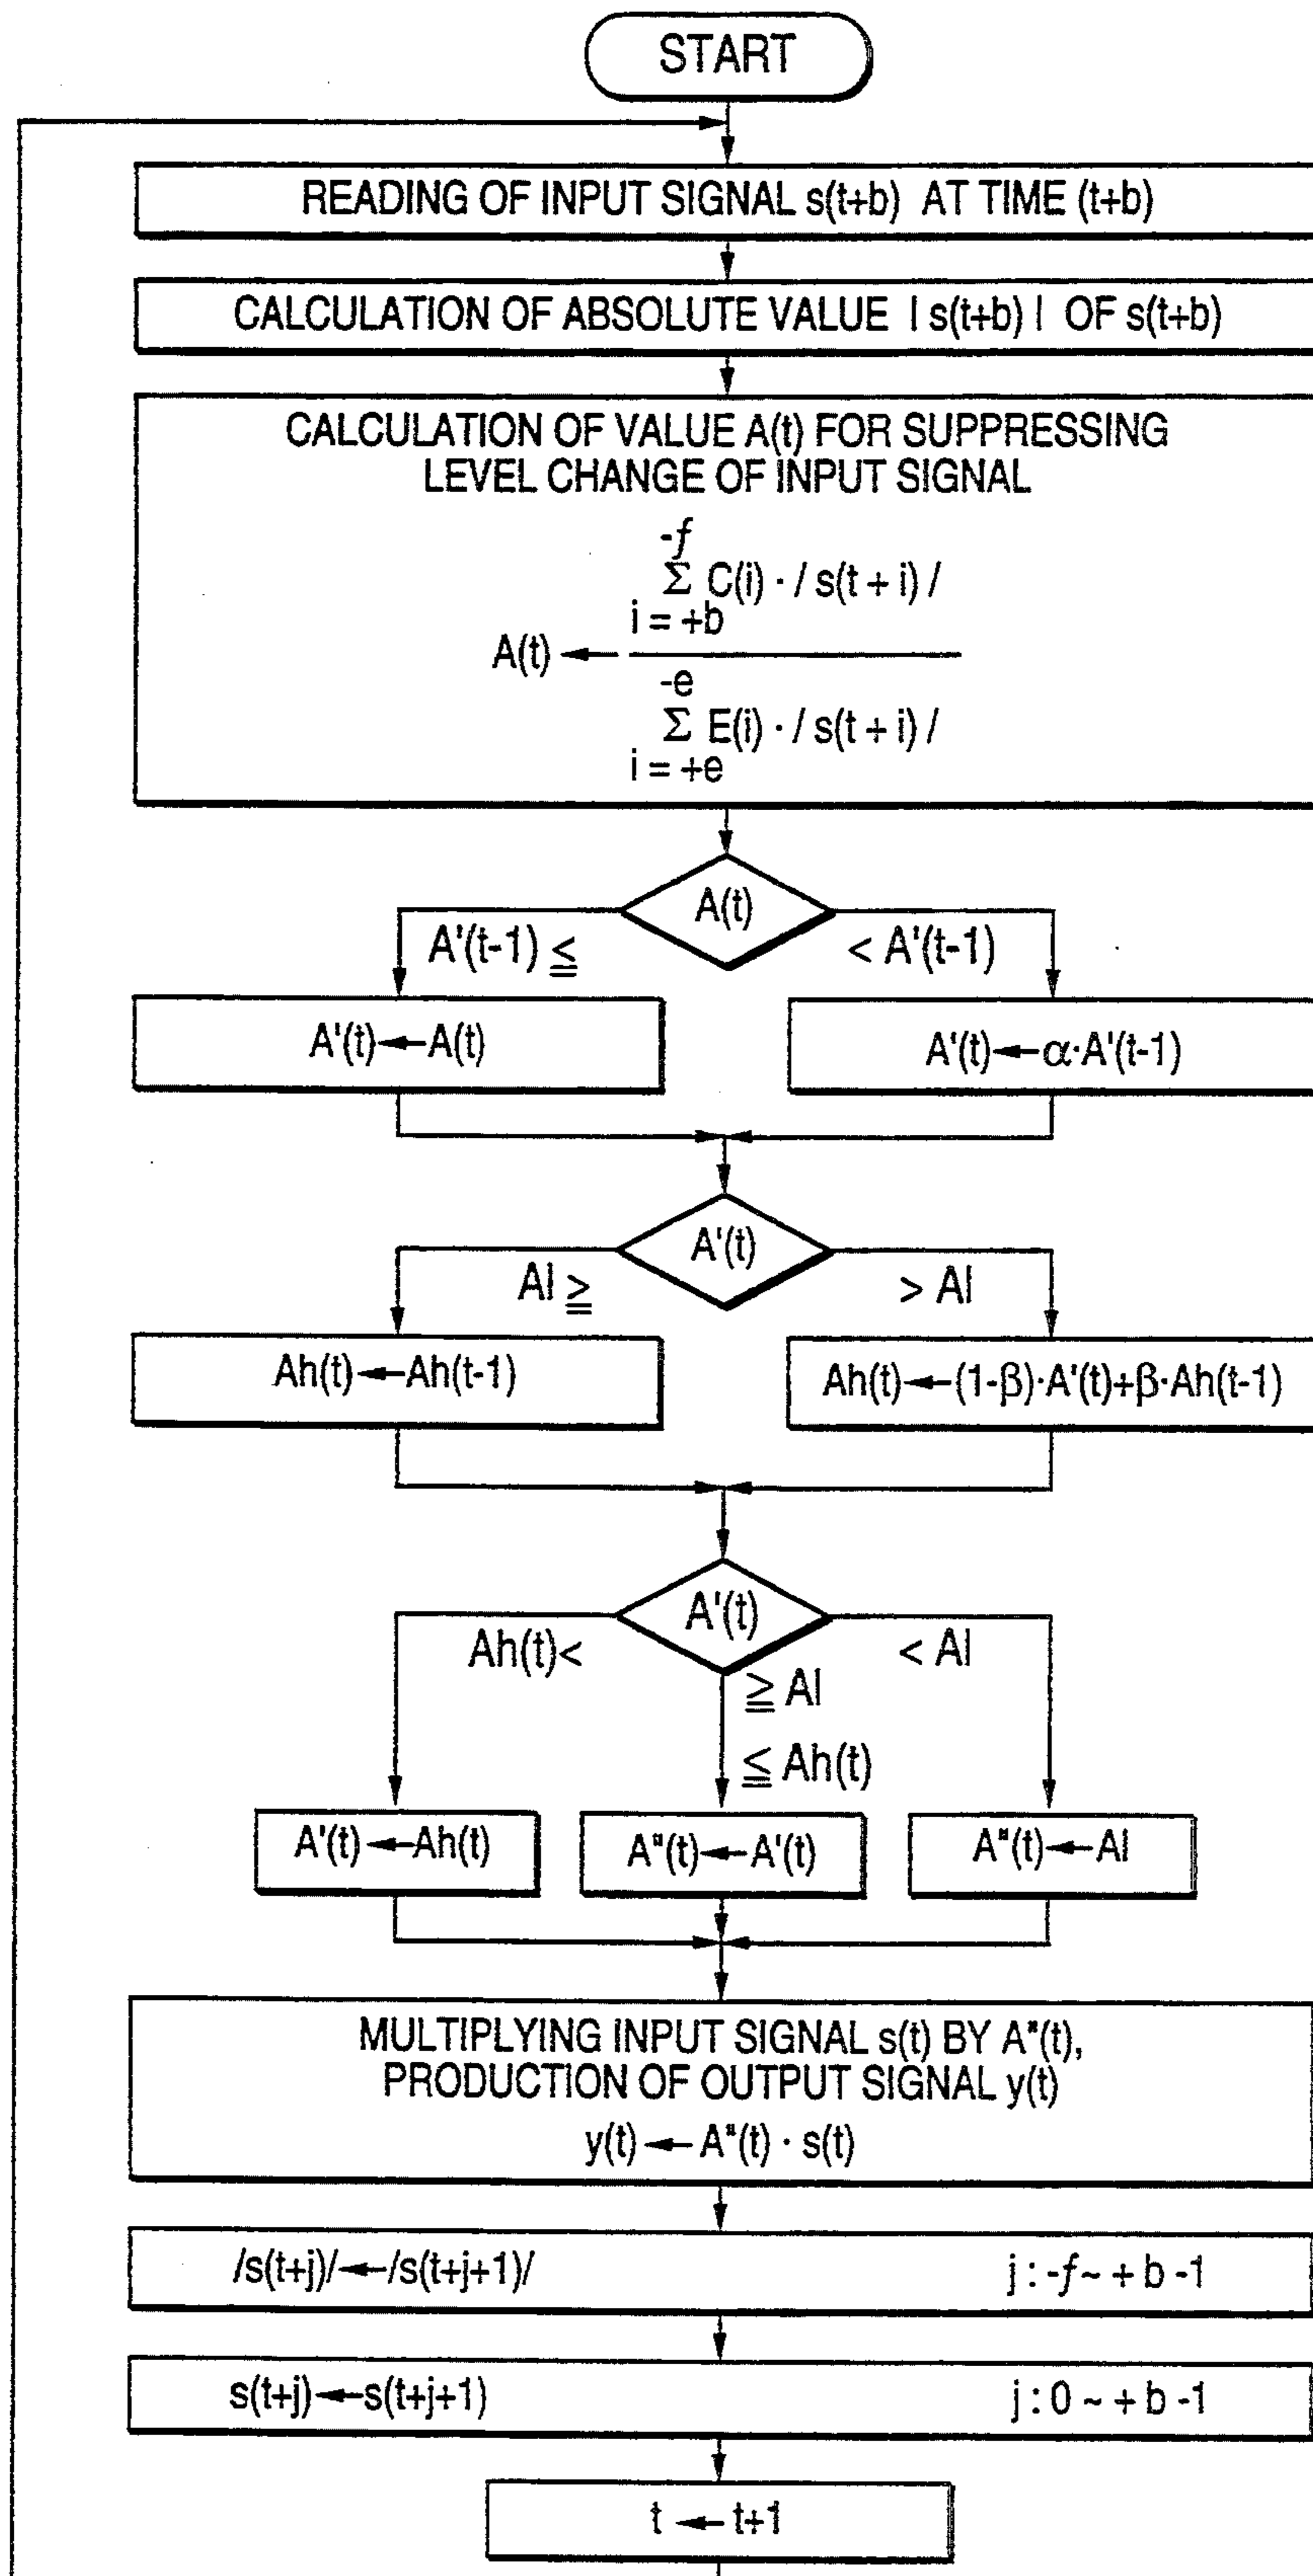 START
READING OF INPUT SIGNAL s(t+b) AT TIME (t+b)
CALCULATION OF ABSOLUTE VALUE | s(t+b) | OF s(t+b)
CALCULATION OF VALUE A(t) FOR SUPPRESSING
LEVEL CHANGE OF INPUT SIGNAL
-f
Σ C(i) · / s(t + i) /
i = +b
A(t) ←
-e
Σ E(i) · / s(t + i) /
i = +e
A(t)
A'(t-1) ≦
< A'(t-1)
A'(t)←A(t)
A'(t)←α·A'(t-1)
A'(t)
Al ≧
> Al
Ah(t)←Ah(t-1)
Ah(t)←(1-β)·A'(t)+β·Ah(t-1)
A'(t)
Ah(t)<
< Al
≧ Al
≦ Ah(t)
A'(t)←Ah(t)
A"(t)←A'(t)
A"(t)←Al
MULTIPLYING INPUT SIGNAL s(t) BY A"(t),
PRODUCTION OF OUTPUT SIGNAL y(t)
y(t) ← A"(t) · s(t)
/s(t+j)/←/s(t+j+1)/ j : -f ~ + b -1
s(t+j)←s(t+j+1) j : 0 ~ + b -1
t ← t+1